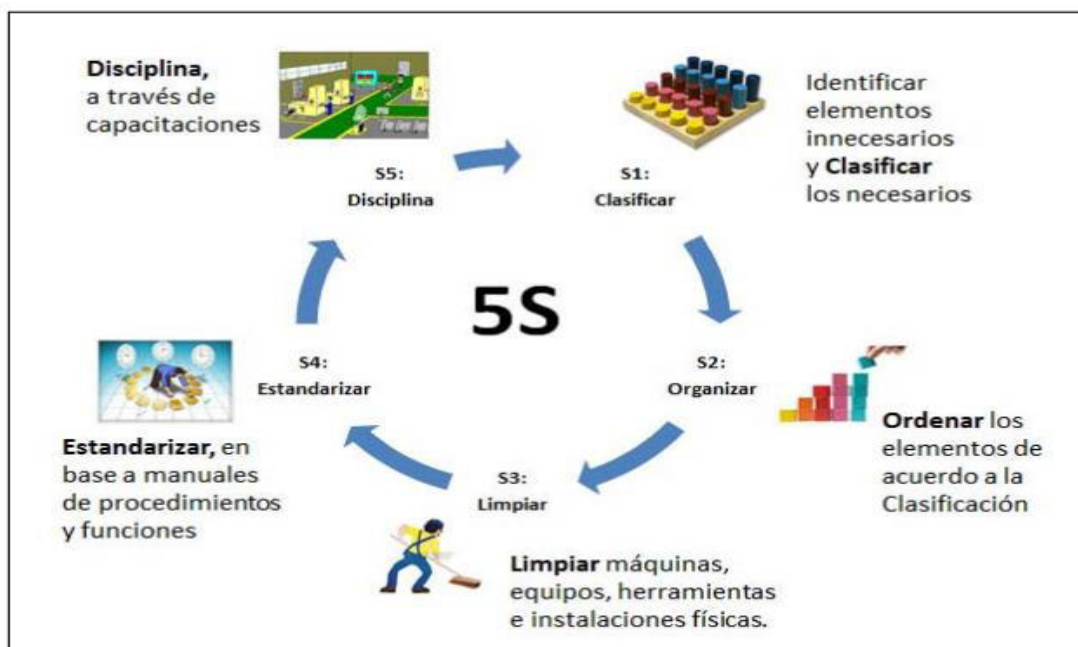 Disciplina,
a través de
capacitaciones
S5:
Disciplina
S1:
Clasificar
Identificar
elementos
innecesarios
y Clasificar
los necesarios
5S
S4:
Estandarizar
S2:
Organizar
Estandarizar, en
base a manuales
de procedimientos
y funciones
Ordenar los
elementos de
acuerdo a la
Clasificación
S3:
Limpiar
Limpiar máquinas,
equipos, herramientas
e instalaciones físicas.